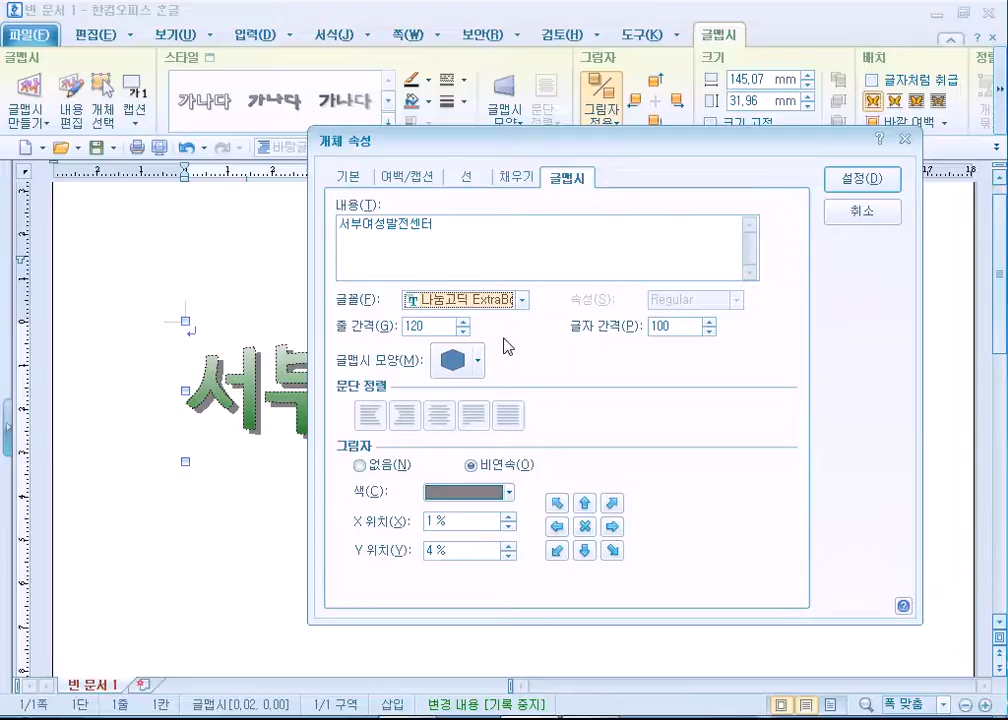 빈 문서 1 - 한컴오피스 한글
파일(F) 편집(E) 보기(U) 입력(D) 서식(J) 쪽(W) 보안(R) 검토(H) 도구(K) 글맵시
글맵시 스타일 그림자 크기 배치
가나다 가나다 가나다
145.07 mm
31.96 mm
크기 고정
글자처럼 취급
바깥 여백
글맵시 만들기
내용 편집
개체 선택
캡션
글맵시 모양
문단 정렬
그림자 적용
바탕글
개체 속성
기본 여백/캡션 선 채우기 글맵시
설정(D)
취소
내용(T):
서부여성발전센터
글꼴(F): 나눔고딕 속성(S): Regular
줄 간격(G): 120 글자 간격(P): 100
글맵시 모양(M):
문단 정렬
그림자
없음(N) 비연속(O)
색(C):
X 위치(X): 1 %
Y 위치(Y): 4 %
서부
빈 문서 1
1/1쪽 1단 1줄 1칸 글맵시[0.02, 0.00] 1/1 구역 삽입 변경 내용 [기록 중지] 폭 맞춤